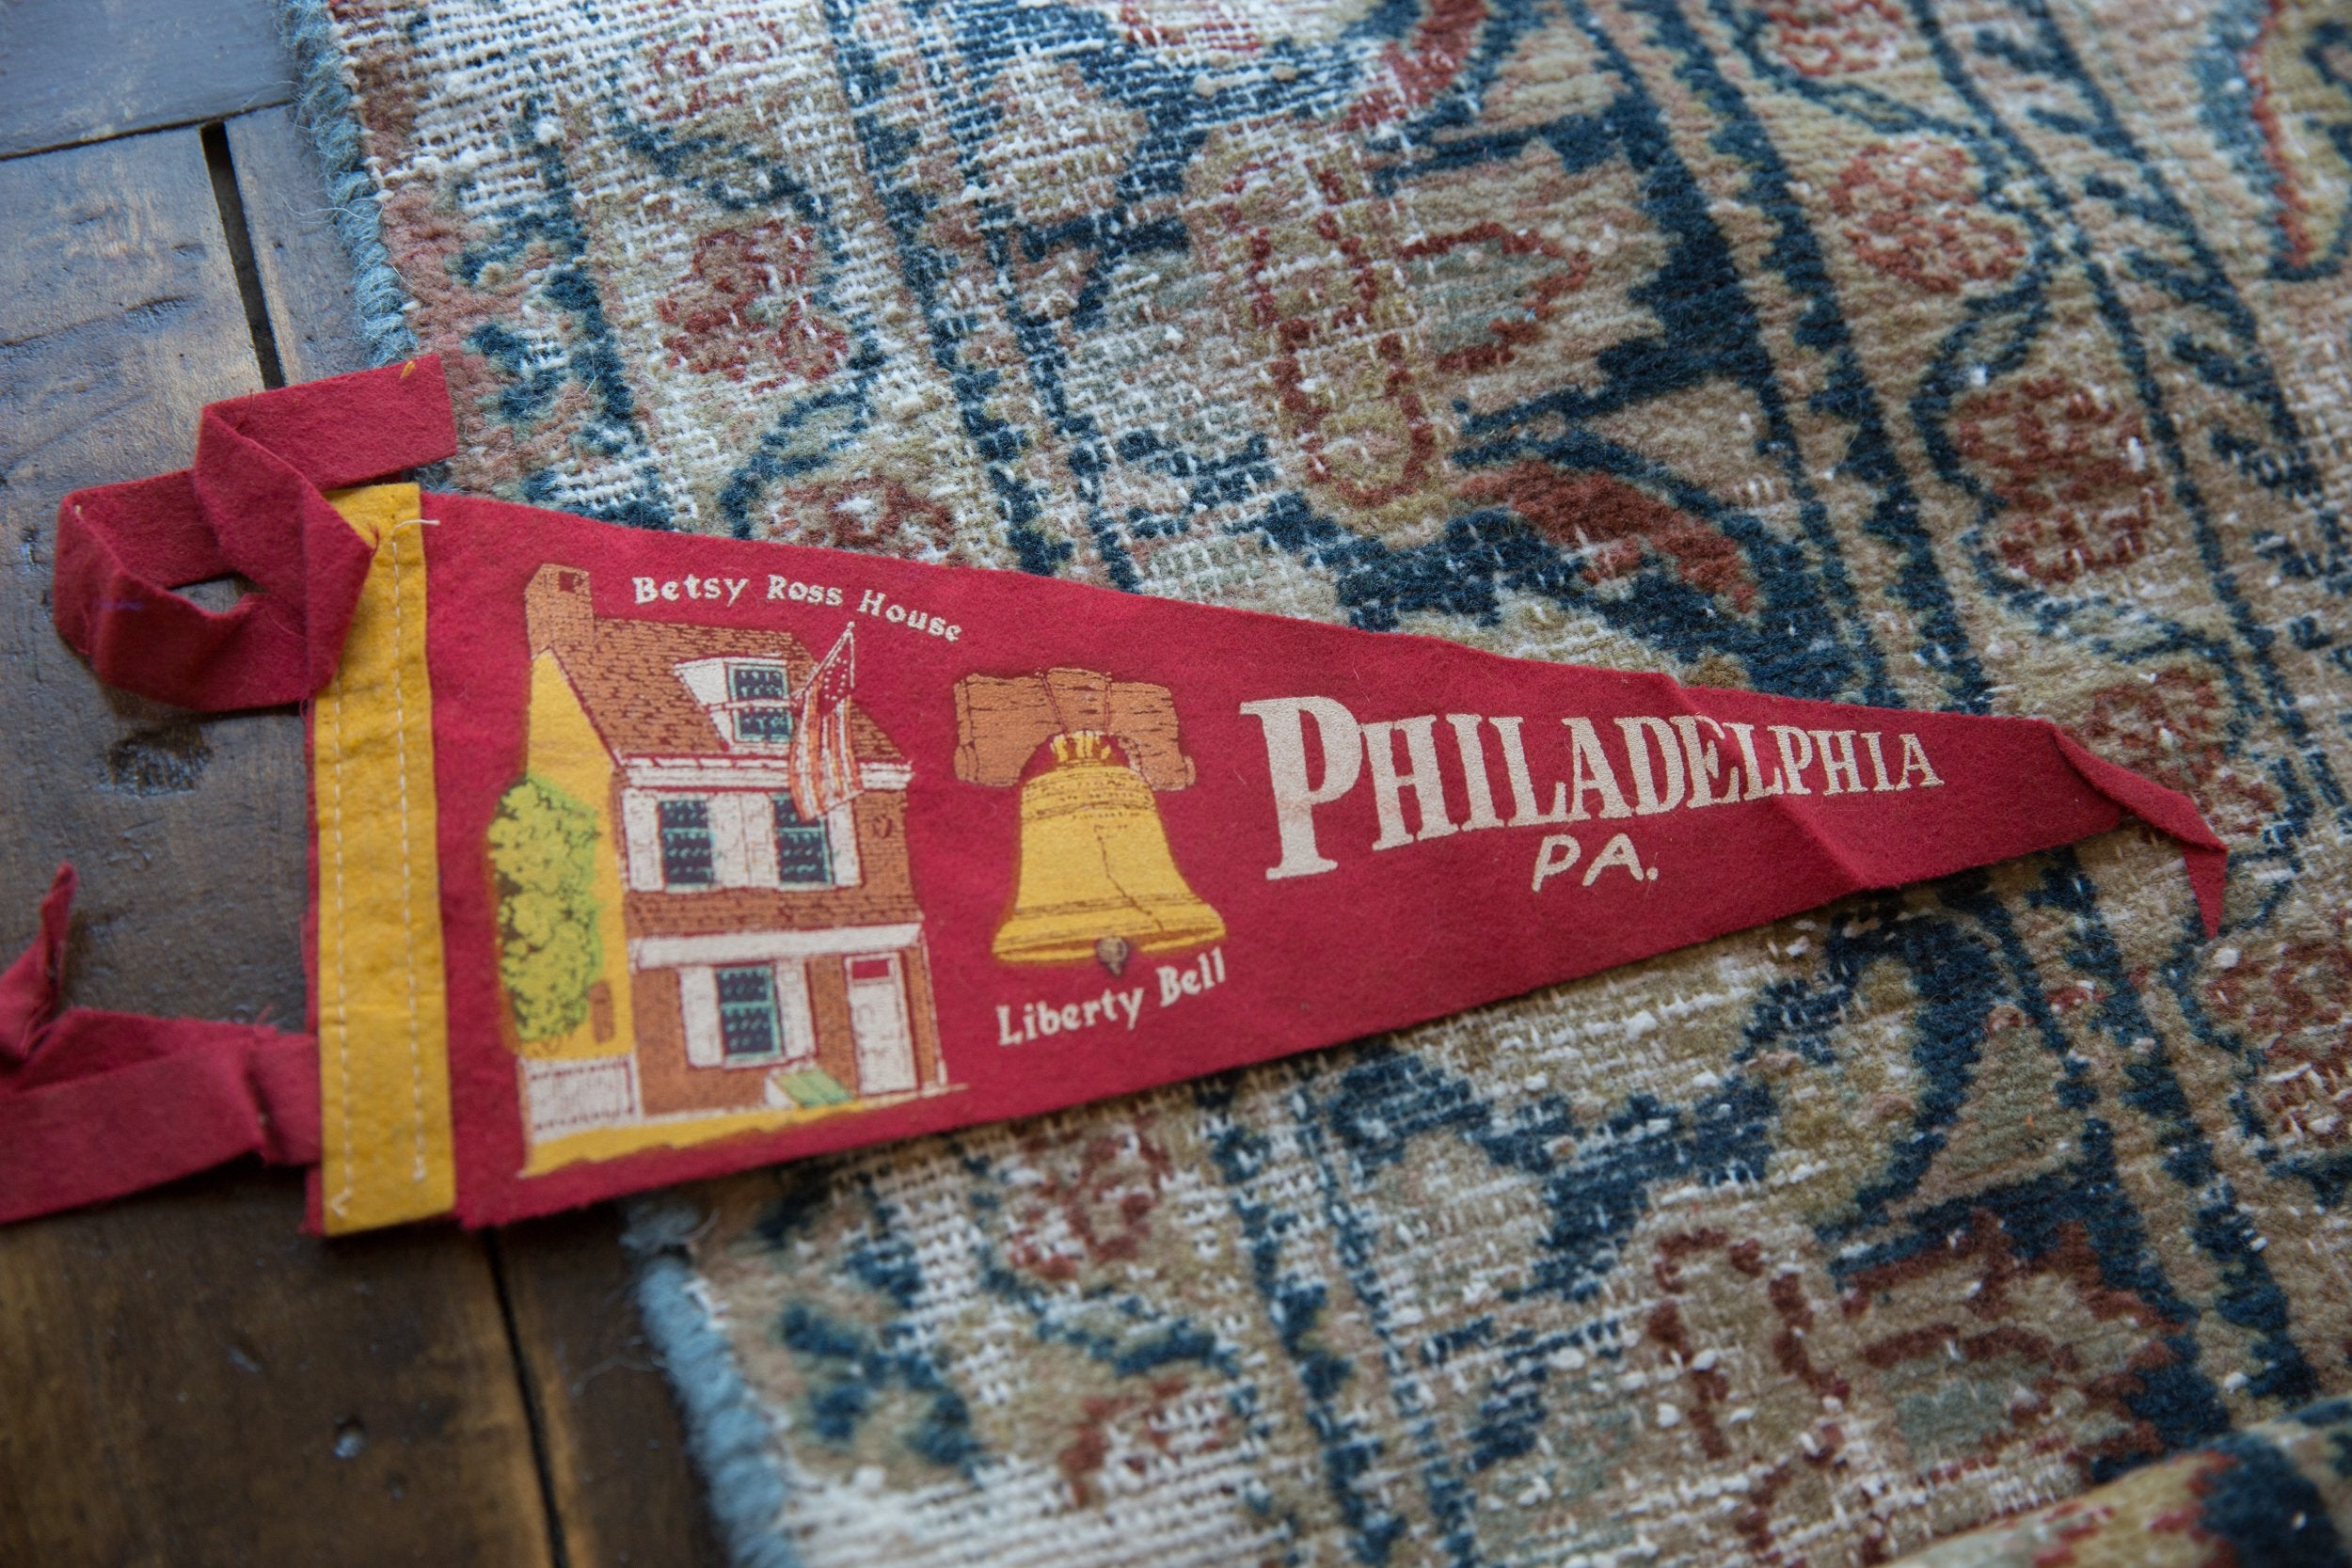 Betsy Ross House
Liberty Bell
PHILADELPHIA
PA.